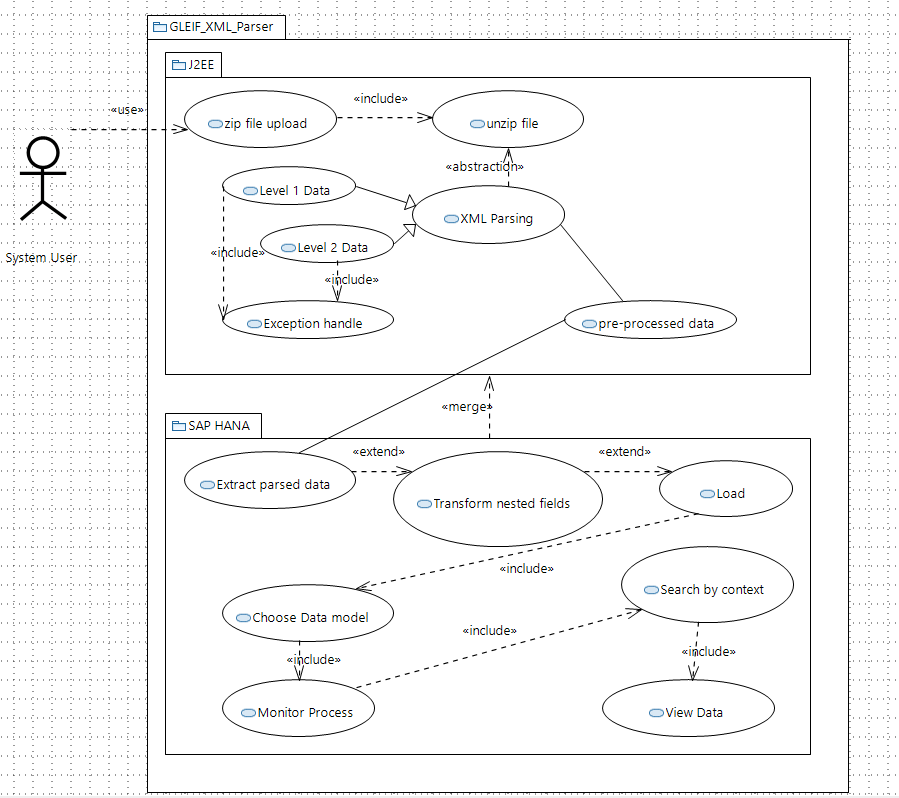 GLEIF_XML_Parser
J2EE
«use»
zip file upload
«include»
unzip file
«abstraction»
Level 1 Data
XML Parsing
Level 2 Data
«include»
«include»
System User
Exception handle
pre-processed data
«merge»
SAP HANA
Extract parsed data
«extend»
Transform nested fields
«extend»
Load
«include»
Choose Data model
Search by context
«include»
«include»
«include»
Monitor Process
View Data